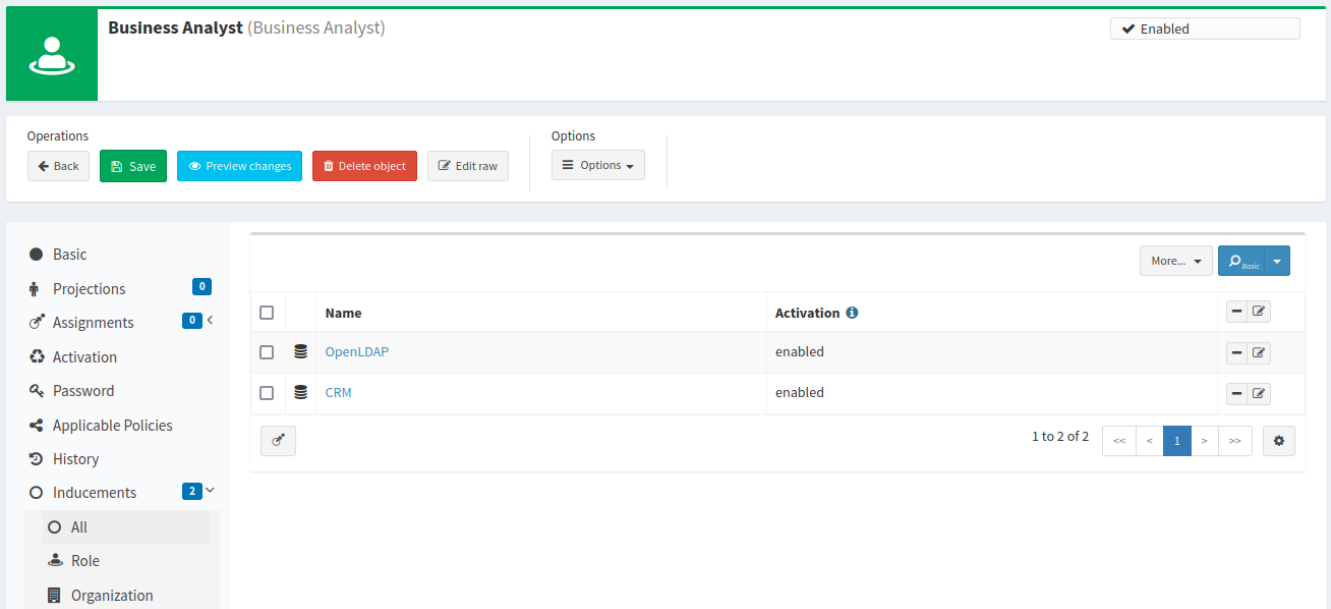 Business Analyst (Business Analyst)
Enabled
Operations
Options
Back
Save
Preview changes
Delete object
Edit raw
Options
Basic
Projections 0
Assignments 0
Activation
Password
Applicable Policies
History
Inducements 2
All
Role
Organization
More...
Basic
Name Activation
OpenLDAP enabled
CRM enabled
1 to 2 of 2 << < 1 > >>